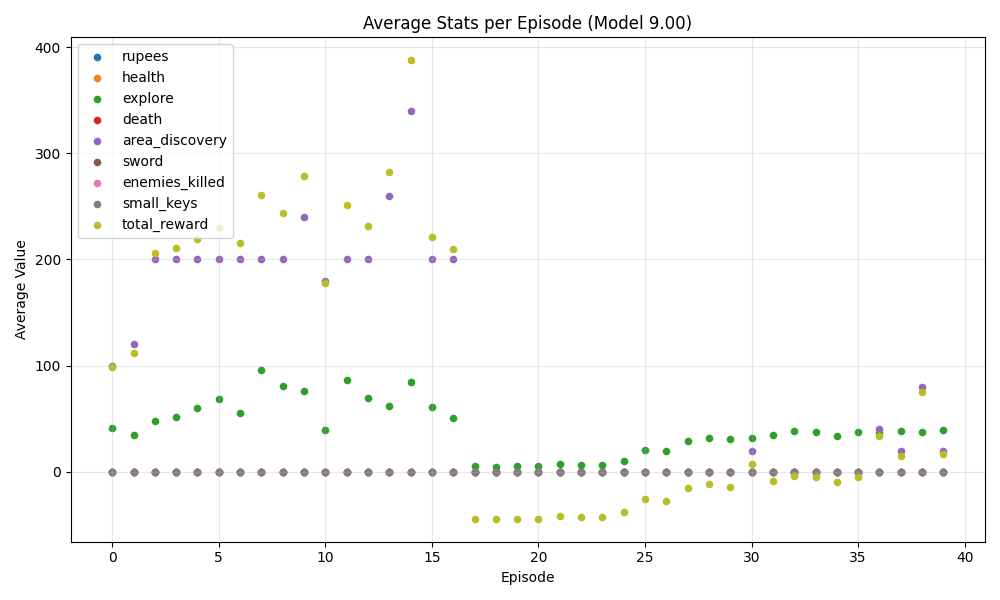 Average Stats per Episode (Model 9.00)
Average Value
400
300
200
100
0
rupees
health
explore
death
area_discovery
sword
enemies_killed
small_keys
total_reward
0 5 10 15 20 25 30 35 40
Episode